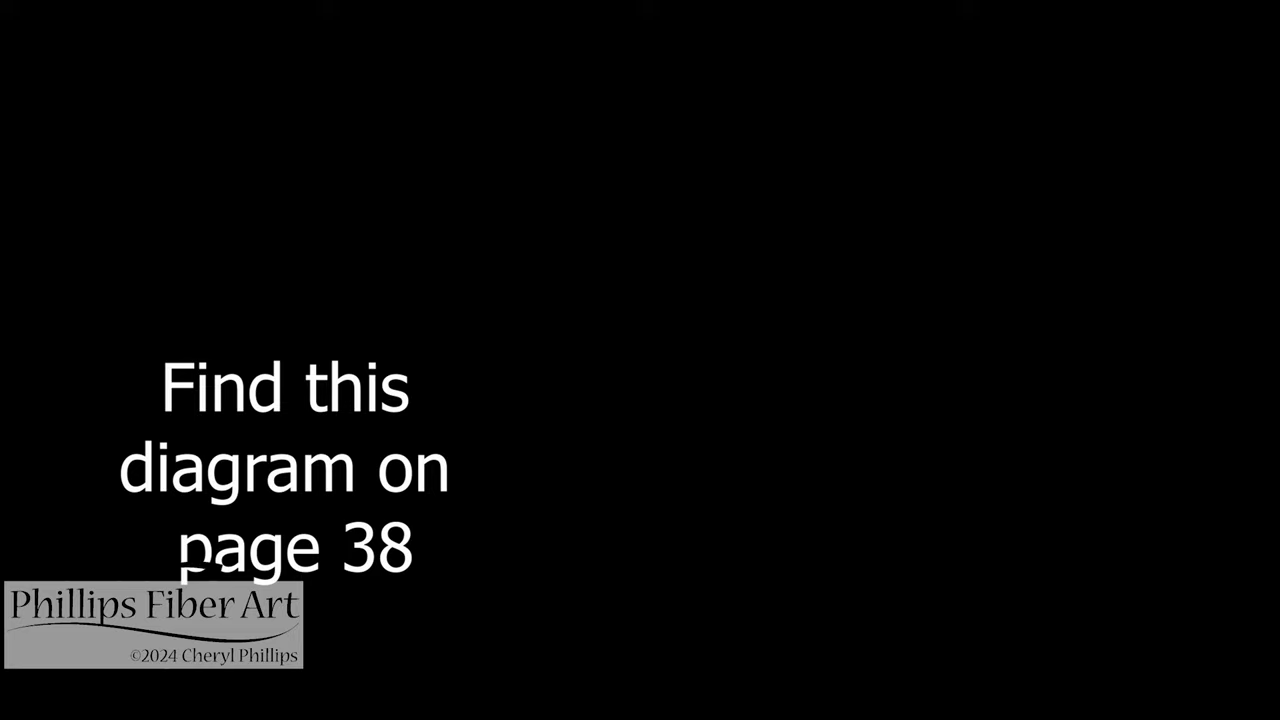 Find this
diagram on
page 38
Phillips Fiber Art
©2024 Cheryl Phillips